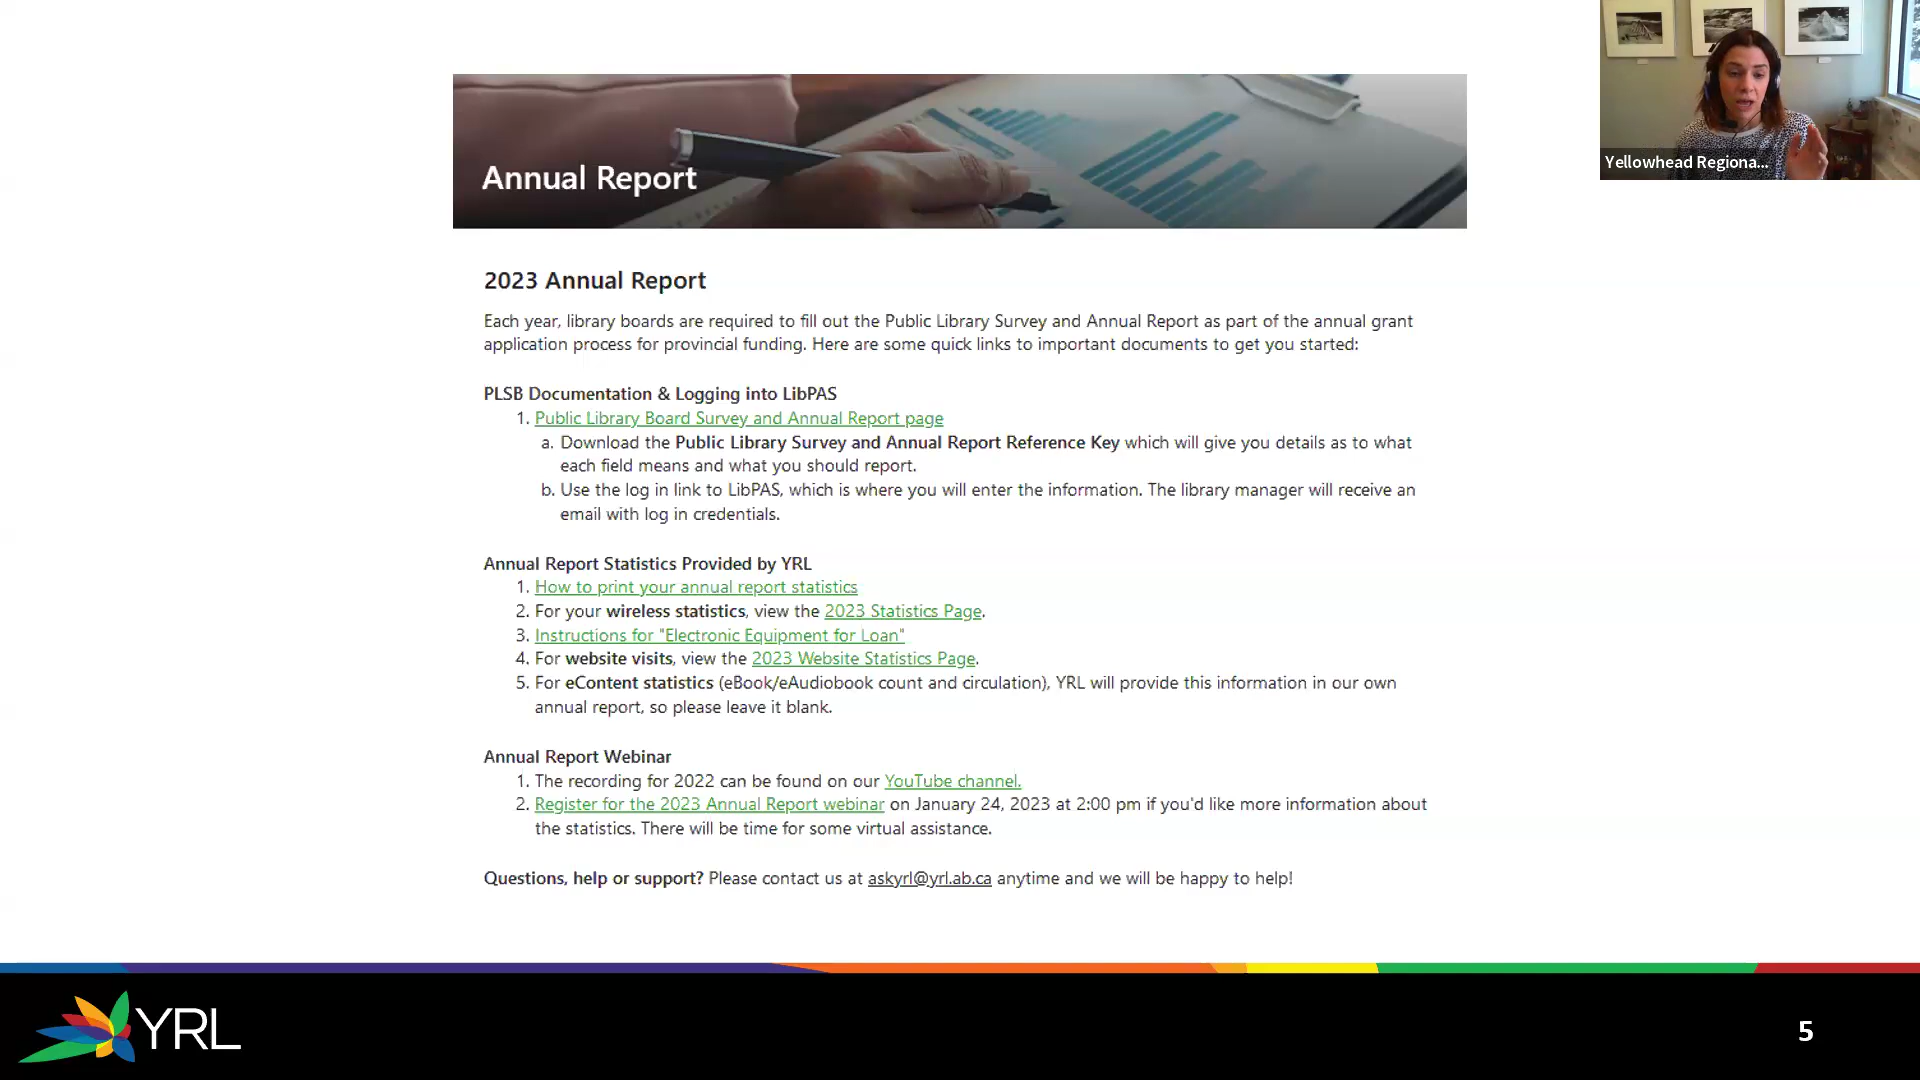 Annual Report
Yellowhead Regiona...
2023 Annual Report
Each year, library boards are required to fill out the Public Library Survey and Annual Report as part of the annual grant
application process for provincial funding. Here are some quick links to important documents to get you started:
PLSB Documentation & Logging into LibPAS
1. Public Library Board Survey and Annual Report page
a. Download the Public Library Survey and Annual Report Reference Key which will give you details as to what
each field means and what you should report.
b. Use the log in link to LibPAS, which is where you will enter the information. The library manager will receive an
email with log in credentials.
Annual Report Statistics Provided by YRL
1. How to print your annual report statistics
2. For your wireless statistics, view the 2023 Statistics Page.
3. Instructions for "Electronic Equipment for Loan"
4. For website visits, view the 2023 Website Statistics Page.
5. For eContent statistics (eBook/eAudiobook count and circulation), YRL will provide this information in our own
annual report, so please leave it blank.
Annual Report Webinar
1. The recording for 2022 can be found on our YouTube channel.
2. Register for the 2023 Annual Report webinar on January 24, 2023 at 2:00 pm if you'd like more information about
the statistics. There will be time for some virtual assistance.
Questions, help or support? Please contact us at askyrl@yrl.ab.ca anytime and we will be happy to help!
YRL
5